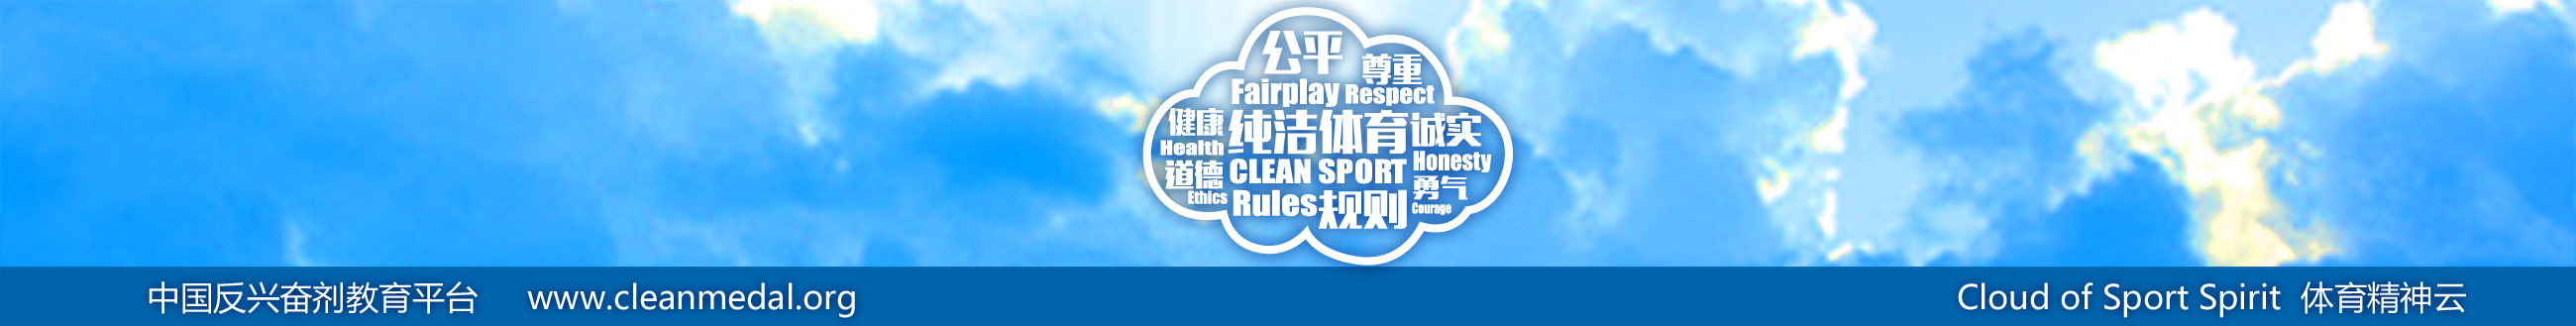 公平 尊重
Fairplay Respect
健康 纯洁体育 诚实
Health CLEAN SPORT Honesty
道德 勇气
Ethics Rules规则 Courage
中国反兴奋剂教育平台 www.cleanmedal.org Cloud of Sport Spirit 体育精神云